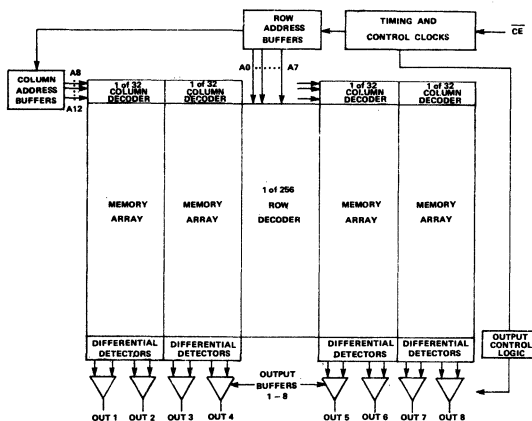 ROW
ADDRESS
BUFFERS
TIMING AND
CONTROL CLOCKS
CE
COLUMN
ADDRESS
BUFFERS
A8
A12
A0
A7
1 of 32
COLUMN
DECODER
1 of 32
COLUMN
DECODER
1 of 32
COLUMN
DECODER
1 of 32
COLUMN
DECODER
MEMORY
ARRAY
MEMORY
ARRAY
1 of 256
ROW
DECODER
MEMORY
ARRAY
MEMORY
ARRAY
DIFFERENTIAL
DETECTORS
DIFFERENTIAL
DETECTORS
DIFFERENTIAL
DETECTORS
DIFFERENTIAL
DETECTORS
OUTPUT
CONTROL
LOGIC
OUTPUT
BUFFERS
1 – 8
OUT 1
OUT 2
OUT 3
OUT 4
OUT 5
OUT 6
OUT 7
OUT 8